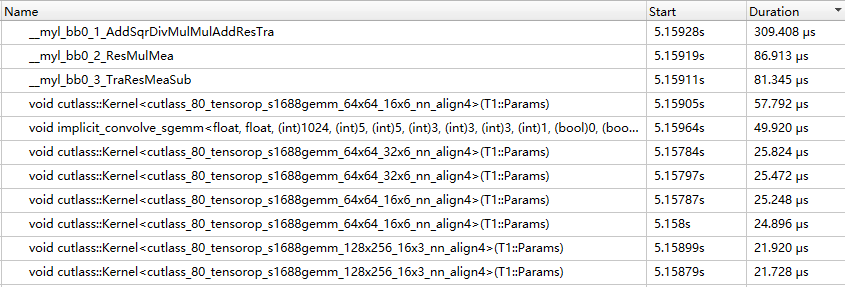 Name Start Duration
__myl_bb0_1_AddSqrDivMulMulAddResTra 5.15928s 309.408 μs
__myl_bb0_2_ResMulMea 5.15919s 86.913 μs
__myl_bb0_3_TraResMeaSub 5.15911s 81.345 μs
void cutlass::Kernel<cutlass_80_tensorop_s1688gemm_64x64_16x6_nn_align4>(T1::Params) 5.15905s 57.792 μs
void implicit_convolve_sgemm<float, float, (int)1024, (int)5, (int)5, (int)3, (int)3, (int)3, (int)1, (bool)0, (boo... 5.15964s 49.920 μs
void cutlass::Kernel<cutlass_80_tensorop_s1688gemm_64x64_32x6_nn_align4>(T1::Params) 5.15784s 25.824 μs
void cutlass::Kernel<cutlass_80_tensorop_s1688gemm_64x64_32x6_nn_align4>(T1::Params) 5.15797s 25.472 μs
void cutlass::Kernel<cutlass_80_tensorop_s1688gemm_64x64_16x6_nn_align4>(T1::Params) 5.15787s 25.248 μs
void cutlass::Kernel<cutlass_80_tensorop_s1688gemm_64x64_16x6_nn_align4>(T1::Params) 5.158s 24.896 μs
void cutlass::Kernel<cutlass_80_tensorop_s1688gemm_128x256_16x3_nn_align4>(T1::Params) 5.15899s 21.920 μs
void cutlass::Kernel<cutlass_80_tensorop_s1688gemm_128x256_16x3_nn_align4>(T1::Params) 5.15879s 21.728 μs